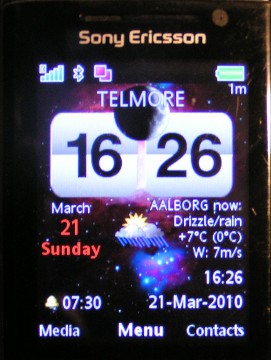 Sony Ericsson
1m
TELMORE
16 26
March
21
Sunday
AALBORG now:
Drizzle/rain
+7°C (0°C)
W: 7m/s
16:26
07:30
21-Mar-2010
Media Menu Contacts